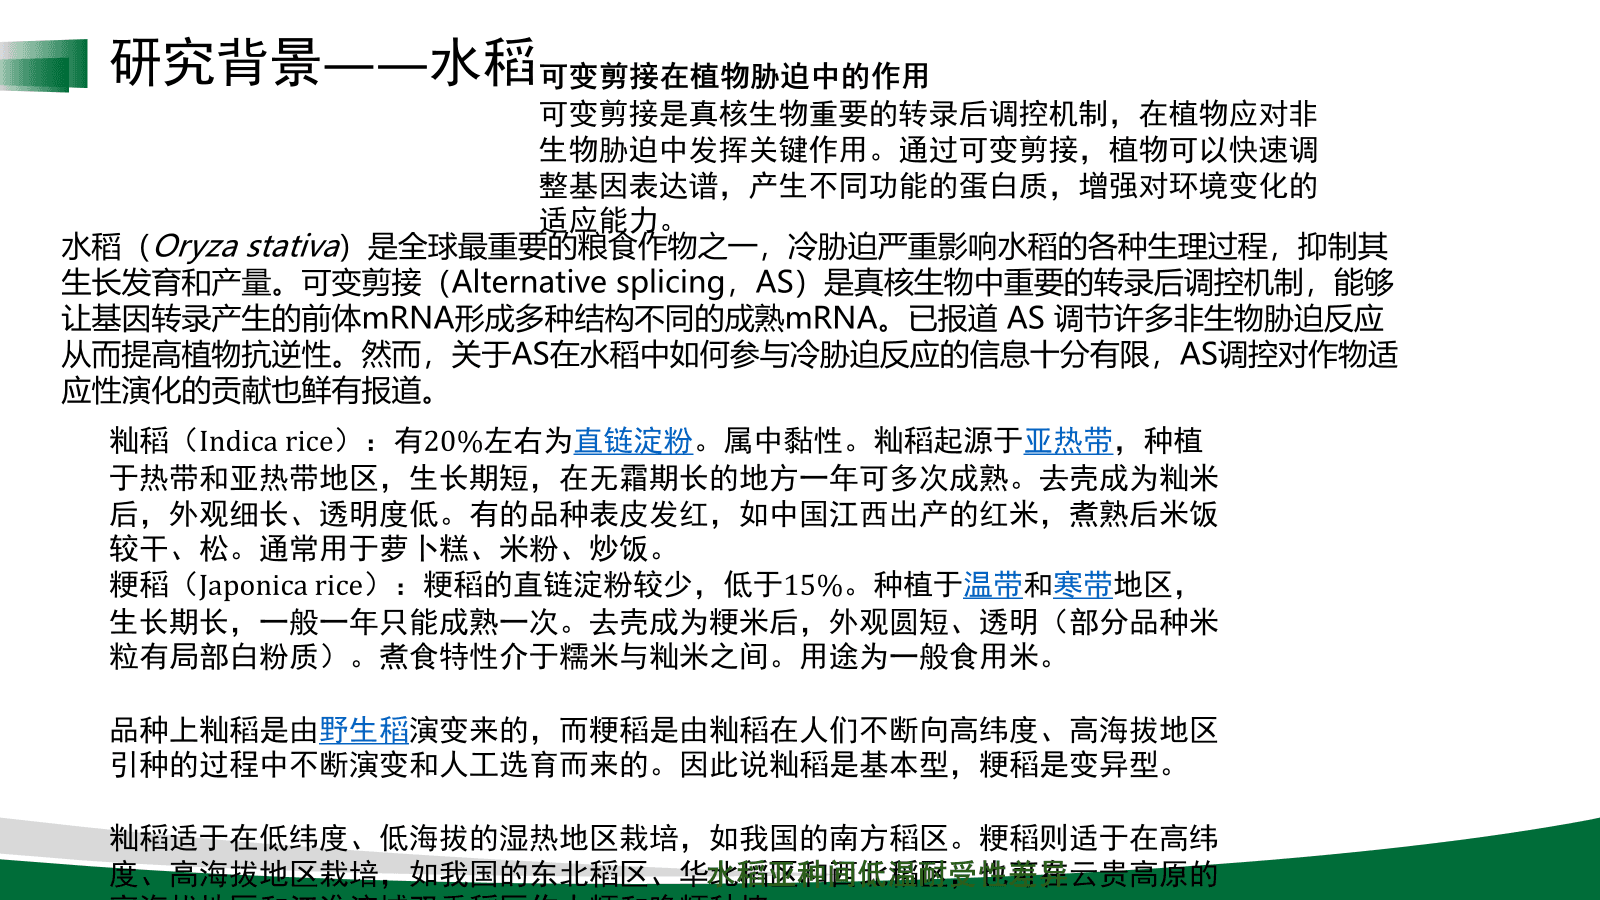 研究背景——水稻
可变剪接在植物胁迫中的作用
可变剪接是真核生物重要的转录后调控机制，在植物应对非
生物胁迫中发挥关键作用。通过可变剪接，植物可以快速调
整基因表达谱，产生不同功能的蛋白质，增强对环境变化的
适应能力。
水稻（Oryza stativa）是全球最重要的粮食作物之一，冷胁迫严重影响水稻的各种生理过程，抑制其
生长发育和产量。可变剪接（Alternative splicing，AS）是真核生物中重要的转录后调控机制，能够
让基因转录产生的前体mRNA形成多种结构不同的成熟mRNA。已报道 AS 调节许多非生物胁迫反应
从而提高植物抗逆性。然而，关于AS在水稻中如何参与冷胁迫反应的信息十分有限，AS调控对作物适
应性演化的贡献也鲜有报道。
籼稻（Indica rice）：有20%左右为直链淀粉。属中黏性。籼稻起源于亚热带，种植
于热带和亚热带地区，生长期短，在无霜期长的地方一年可多次成熟。去壳成为籼米
后，外观细长、透明度低。有的品种表皮发红，如中国江西出产的红米，煮熟后米饭
较干、松。通常用于萝卜糕、米粉、炒饭。
粳稻（Japonica rice）：粳稻的直链淀粉较少，低于15%。种植于温带和寒带地区，
生长期长，一般一年只能成熟一次。去壳成为粳米后，外观圆短、透明（部分品种米
粒有局部白粉质）。煮食特性介于糯米与籼米之间。用途为一般食用米。
品种上籼稻是由野生稻演变来的，而粳稻是由籼稻在人们不断向高纬度、高海拔地区
引种的过程中不断演变和人工选育而来的。因此说籼稻是基本型，粳稻是变异型。
籼稻适于在低纬度、低海拔的湿热地区栽培，如我国的南方稻区。粳稻则适于在高纬
度、高海拔地区栽培，如我国的东北稻区、华北稻区和西北稻区，也有在云贵高原的
水稻亚种间低温耐受性差异